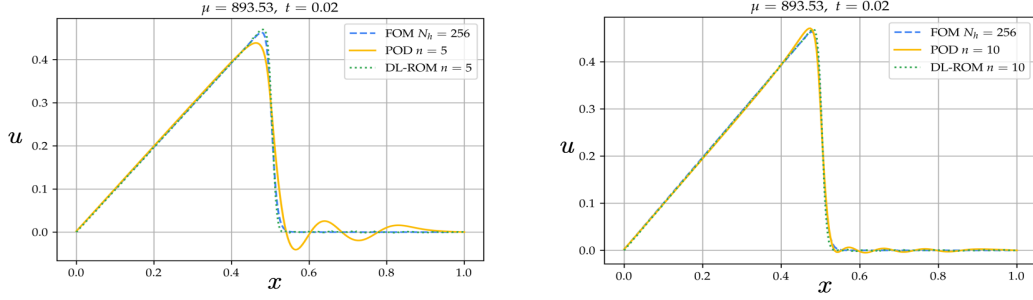 μ = 893.53, t = 0.02
FOM N_h = 256
POD n = 5
DL-ROM n = 5
u
0.4
0.3
0.2
0.1
0.0
0.0 0.2 0.4 0.6 0.8 1.0
x
μ = 893.53, t = 0.02
FOM N_h = 256
POD n = 10
DL-ROM n = 10
u
0.4
0.3
0.2
0.1
0.0
0.0 0.2 0.4 0.6 0.8 1.0
x